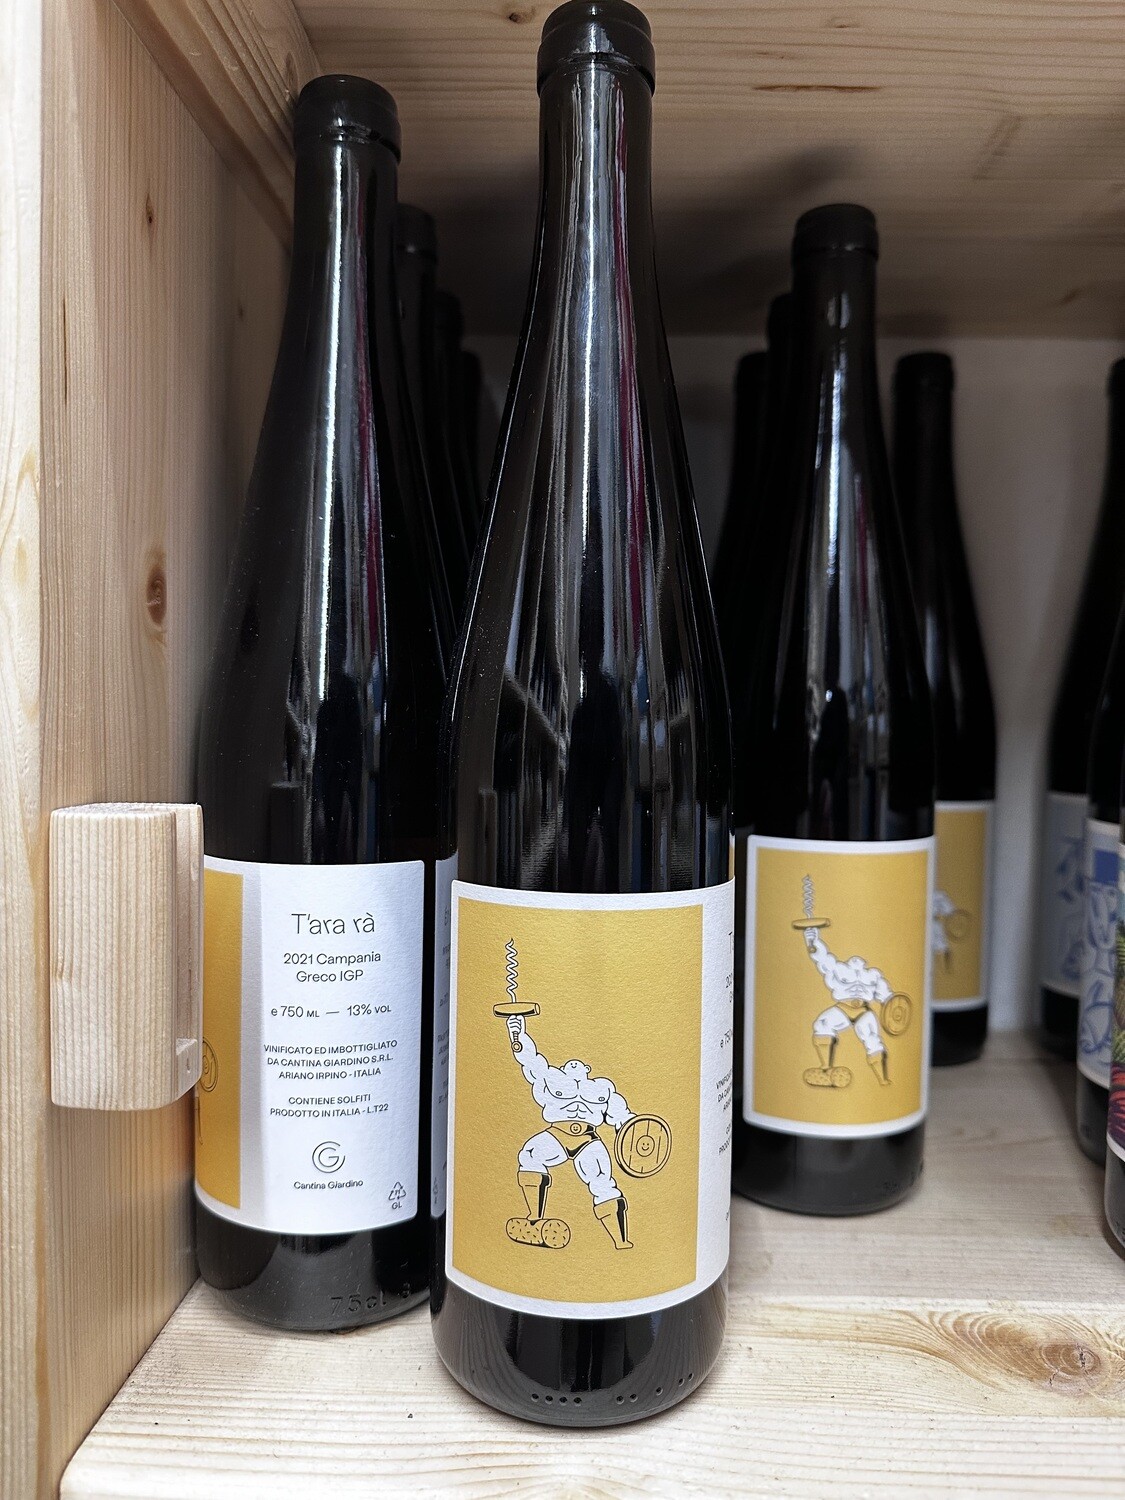 T'ara rà
2021 Campania
Greco IGP
e 750 ML — 13% VOL
VINIFICATO ED IMBOTTIGLIATO
DA CANTINA GIARDINO S.R.L.
ARIANO IRPINO - ITALIA
CONTIENE SOLFITI
PRODOTTO IN ITALIA - L.T22
G
Cantina Giardino
GL
75cl